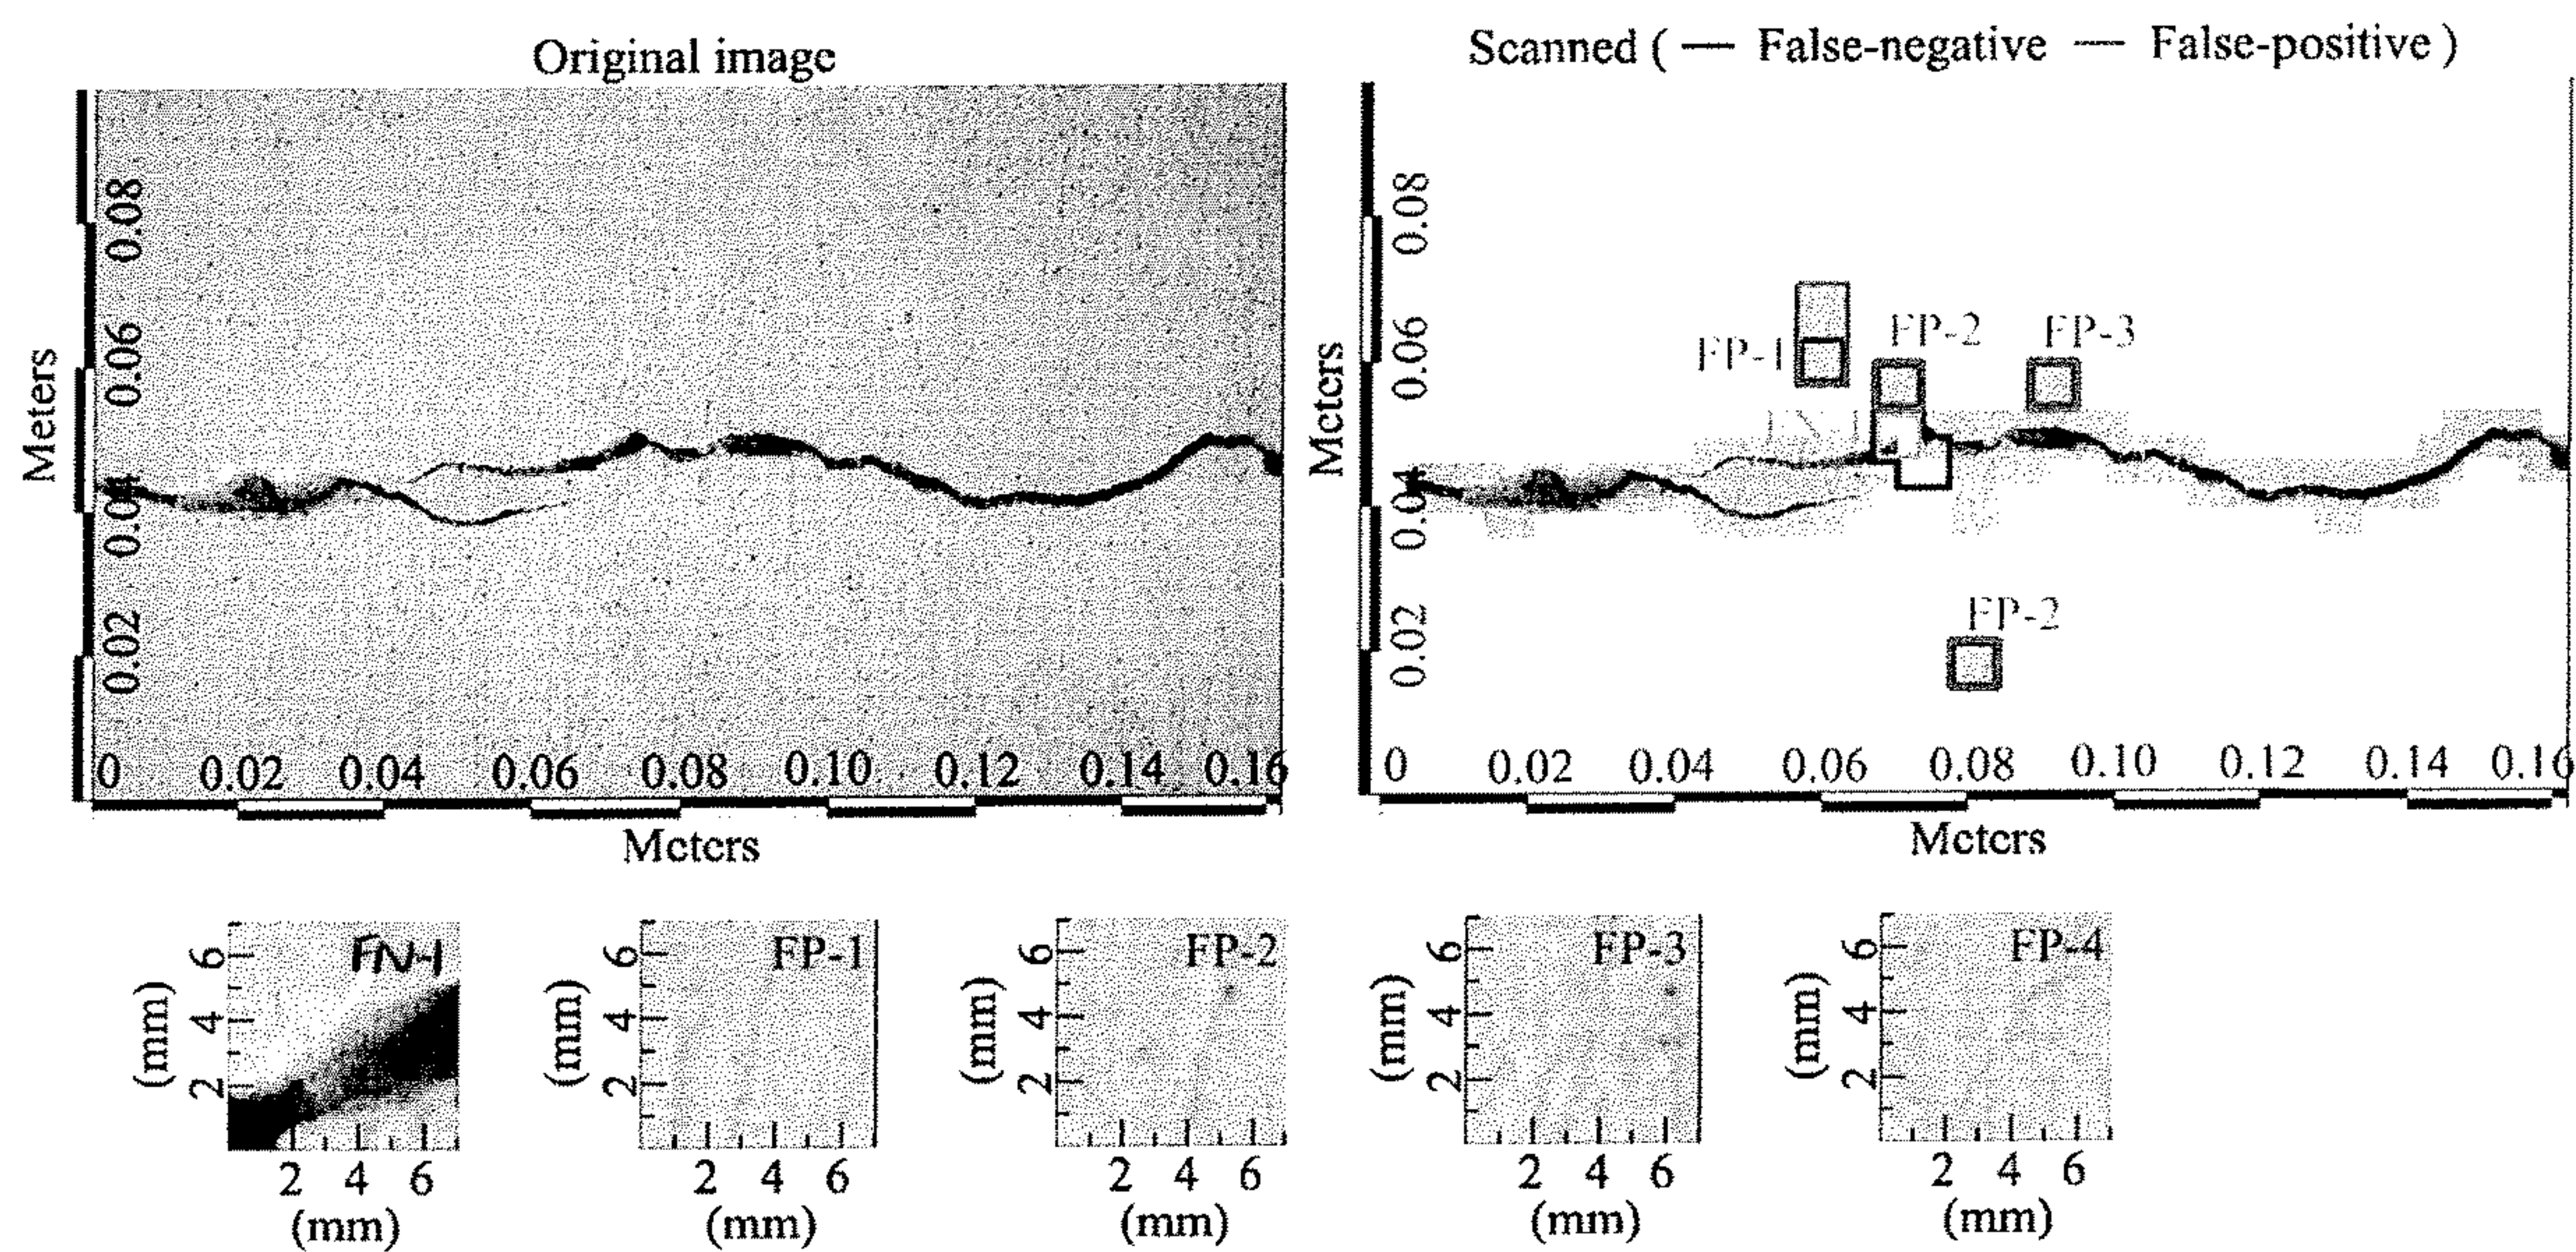 Original image
Scanned ( — False-negative — False-positive )
Meters
0.08
0.06
0.04
0.02
0 0.02 0.04 0.06 0.08 0.10 0.12 0.14 0.16
Meters
Meters
0.08
0.06
0.04
0.02
FP-1
FP-2
FP-3
FP-2
0 0.02 0.04 0.06 0.08 0.10 0.12 0.14 0.16
Meters
(mm)
6
4
2
FN-1
2 4 6
(mm)
(mm)
6
4
2
FP-1
2 4 6
(mm)
(mm)
6
4
2
FP-2
2 4 6
(mm)
(mm)
6
4
2
FP-3
2 4 6
(mm)
(mm)
6
4
2
FP-4
2 4 6
(mm)